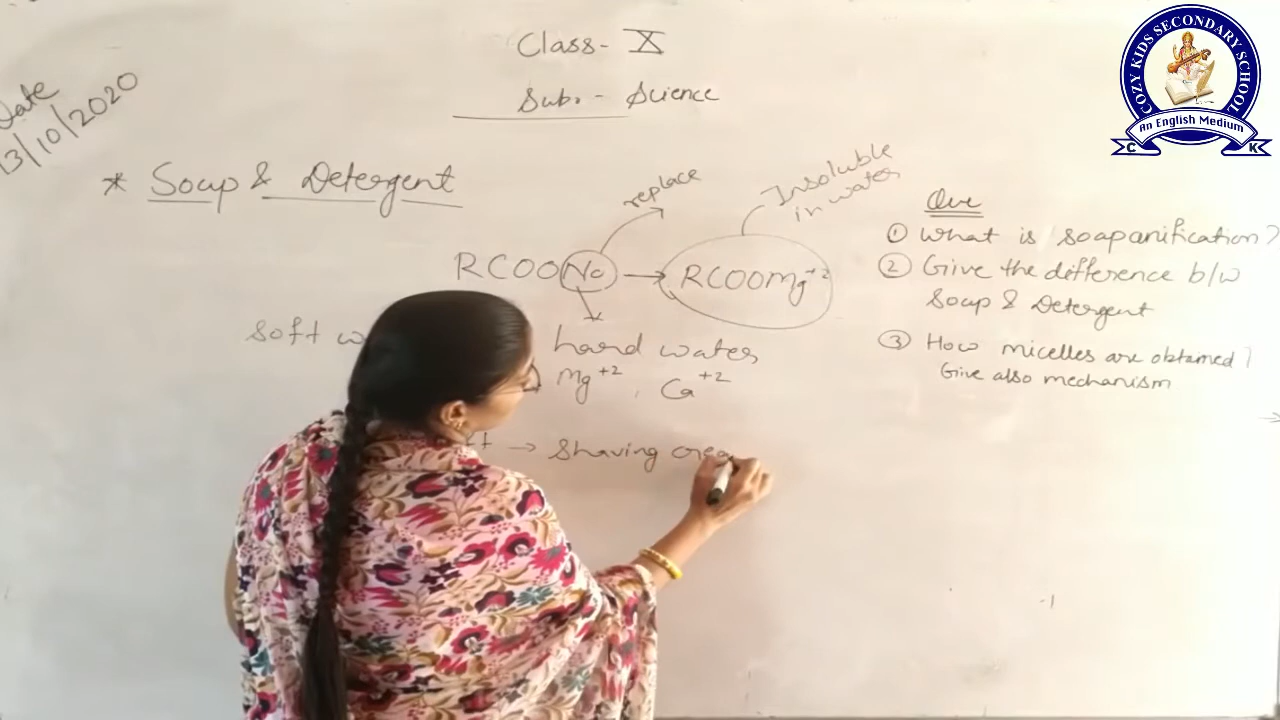 COZY KIDS SECONDARY SCHOOL
An English Medium
C K
Class - X
Sub. - Science
Date
13/10/2020
* Soap & Detergent
replace
Insoluble
in water
RCOONa → RCOOMg+2
soft w
hard water
Mg+2 , Ca+2
→ Shaving crea
Que
① What is soapanification?
② Give the difference b/w
Soap & Detergent
③ How micelles are obtained?
Give also mechanism